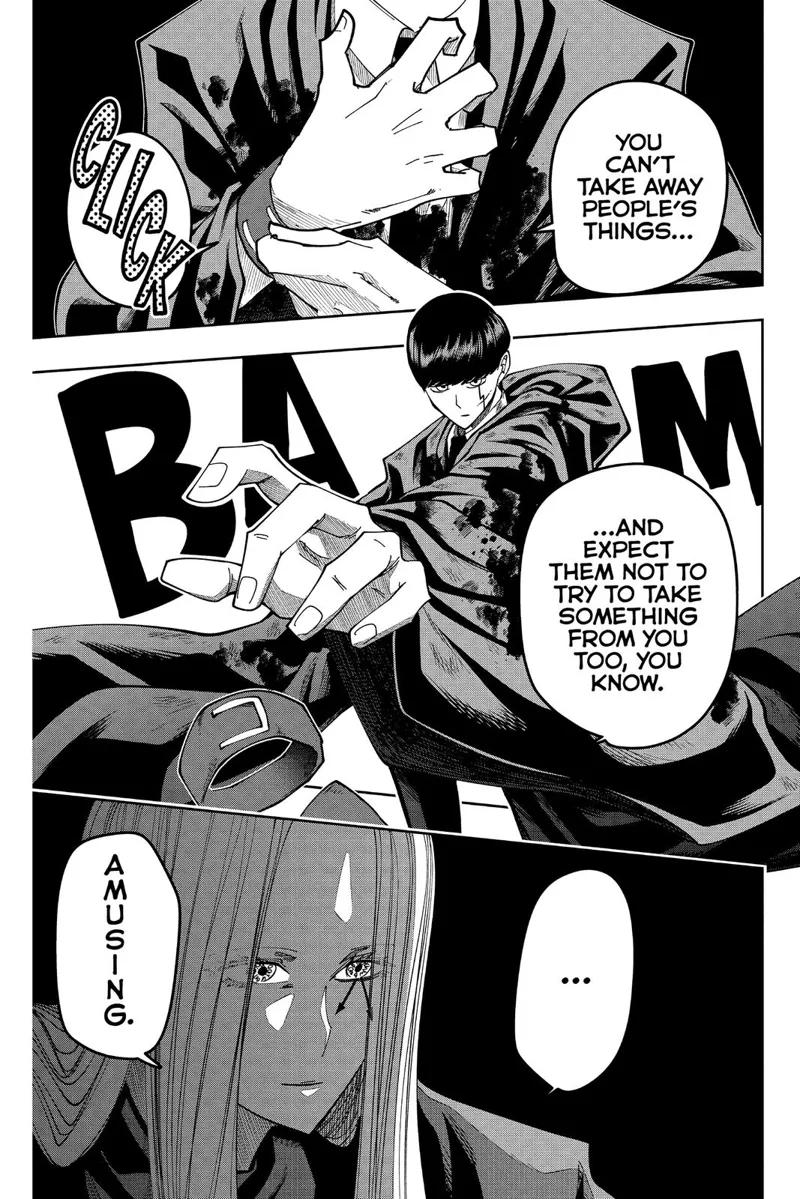 YOU
CAN'T
TAKE AWAY
PEOPLE'S
THINGS...
CLICK
BAM
...AND
EXPECT
THEM NOT TO
TRY TO TAKE
SOMETHING
FROM YOU
TOO, YOU
KNOW.
...
AMUSING.